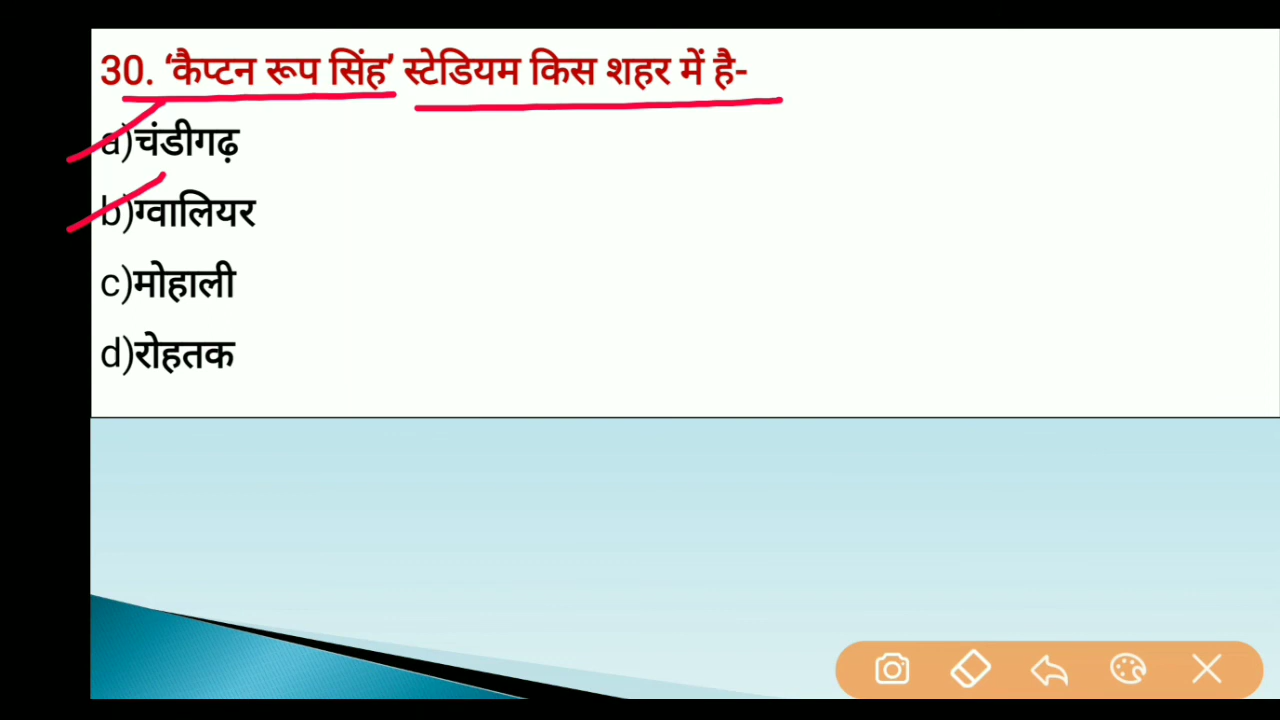 30. ‘कैप्टन रूप सिंह’ स्टेडियम किस शहर में है-
a)चंडीगढ़
b)ग्वालियर
c)मोहाली
d)रोहतक